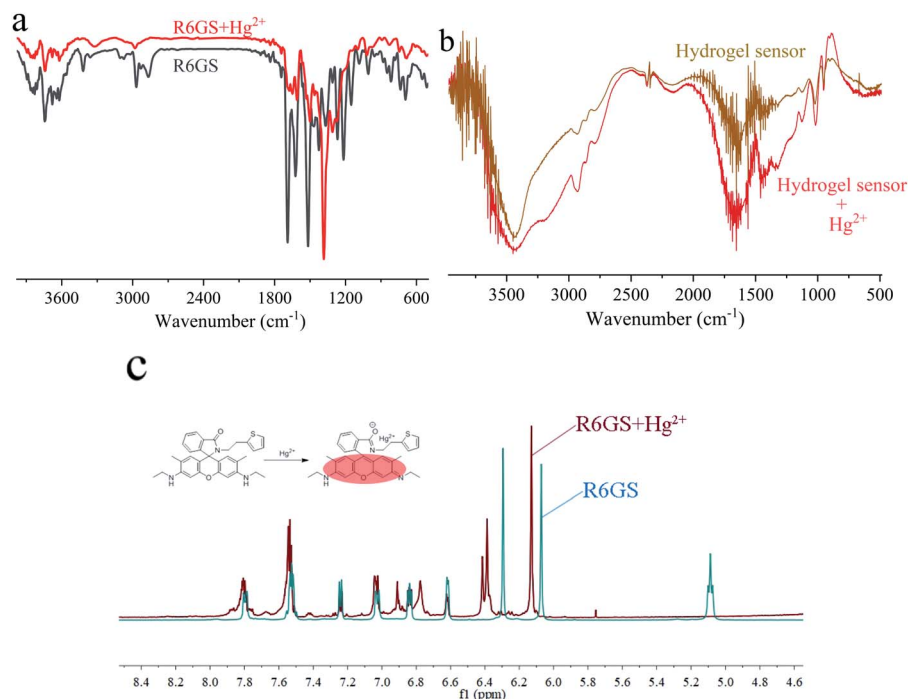 a
R6GS+Hg²⁺
R6GS
3600 3000 2400 1800 1200 600
Wavenumber (cm⁻¹)
b
Hydrogel sensor
Hydrogel sensor
+
Hg²⁺
3500 3000 2500 2000 1500 1000 500
Wavenumber (cm⁻¹)
c
R6GS+Hg²⁺
R6GS
O
N
S
NH
O
NH
Hg²⁺
⊖
O
Hg²⁺
S
N
NH
O
N
8.4 8.2 8.0 7.8 7.6 7.4 7.2 7.0 6.8 6.6 6.4 6.2 6.0 5.8 5.6 5.4 5.2 5.0 4.8 4.6
f1 (ppm)